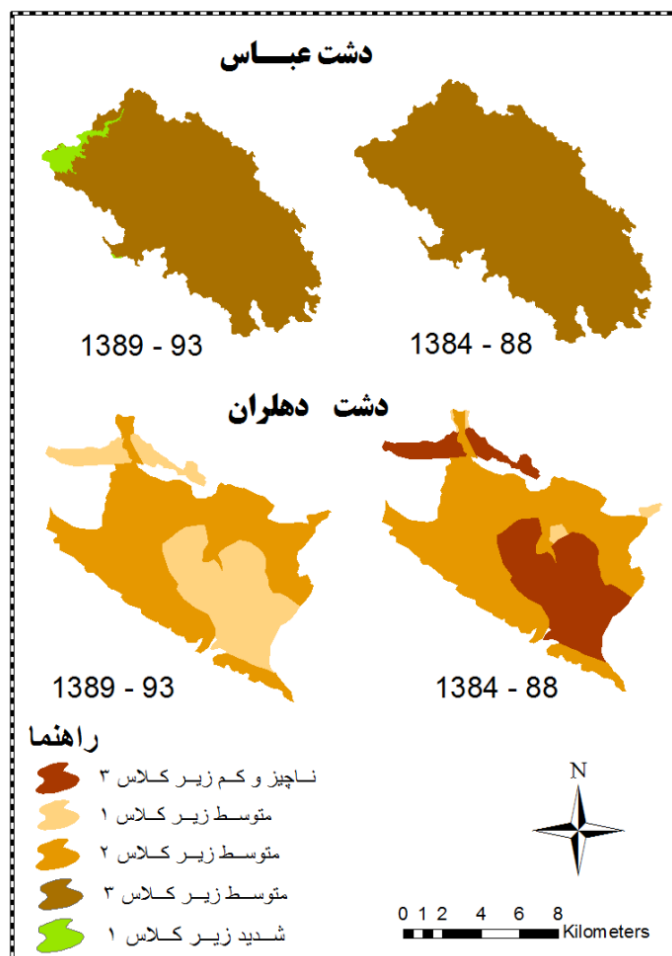 دشت عبــاس
1389 - 93
1384 - 88
دشت دهلران
1389 - 93
1384 - 88
راهنما
ناچیز و کم زیر کلاس ۳
متوسط زیر کلاس ۱
متوسط زیر کلاس ۲
متوسط زیر کلاس ۳
شدید زیر کلاس ۱
N
0 1 2 4 6 8
Kilometers